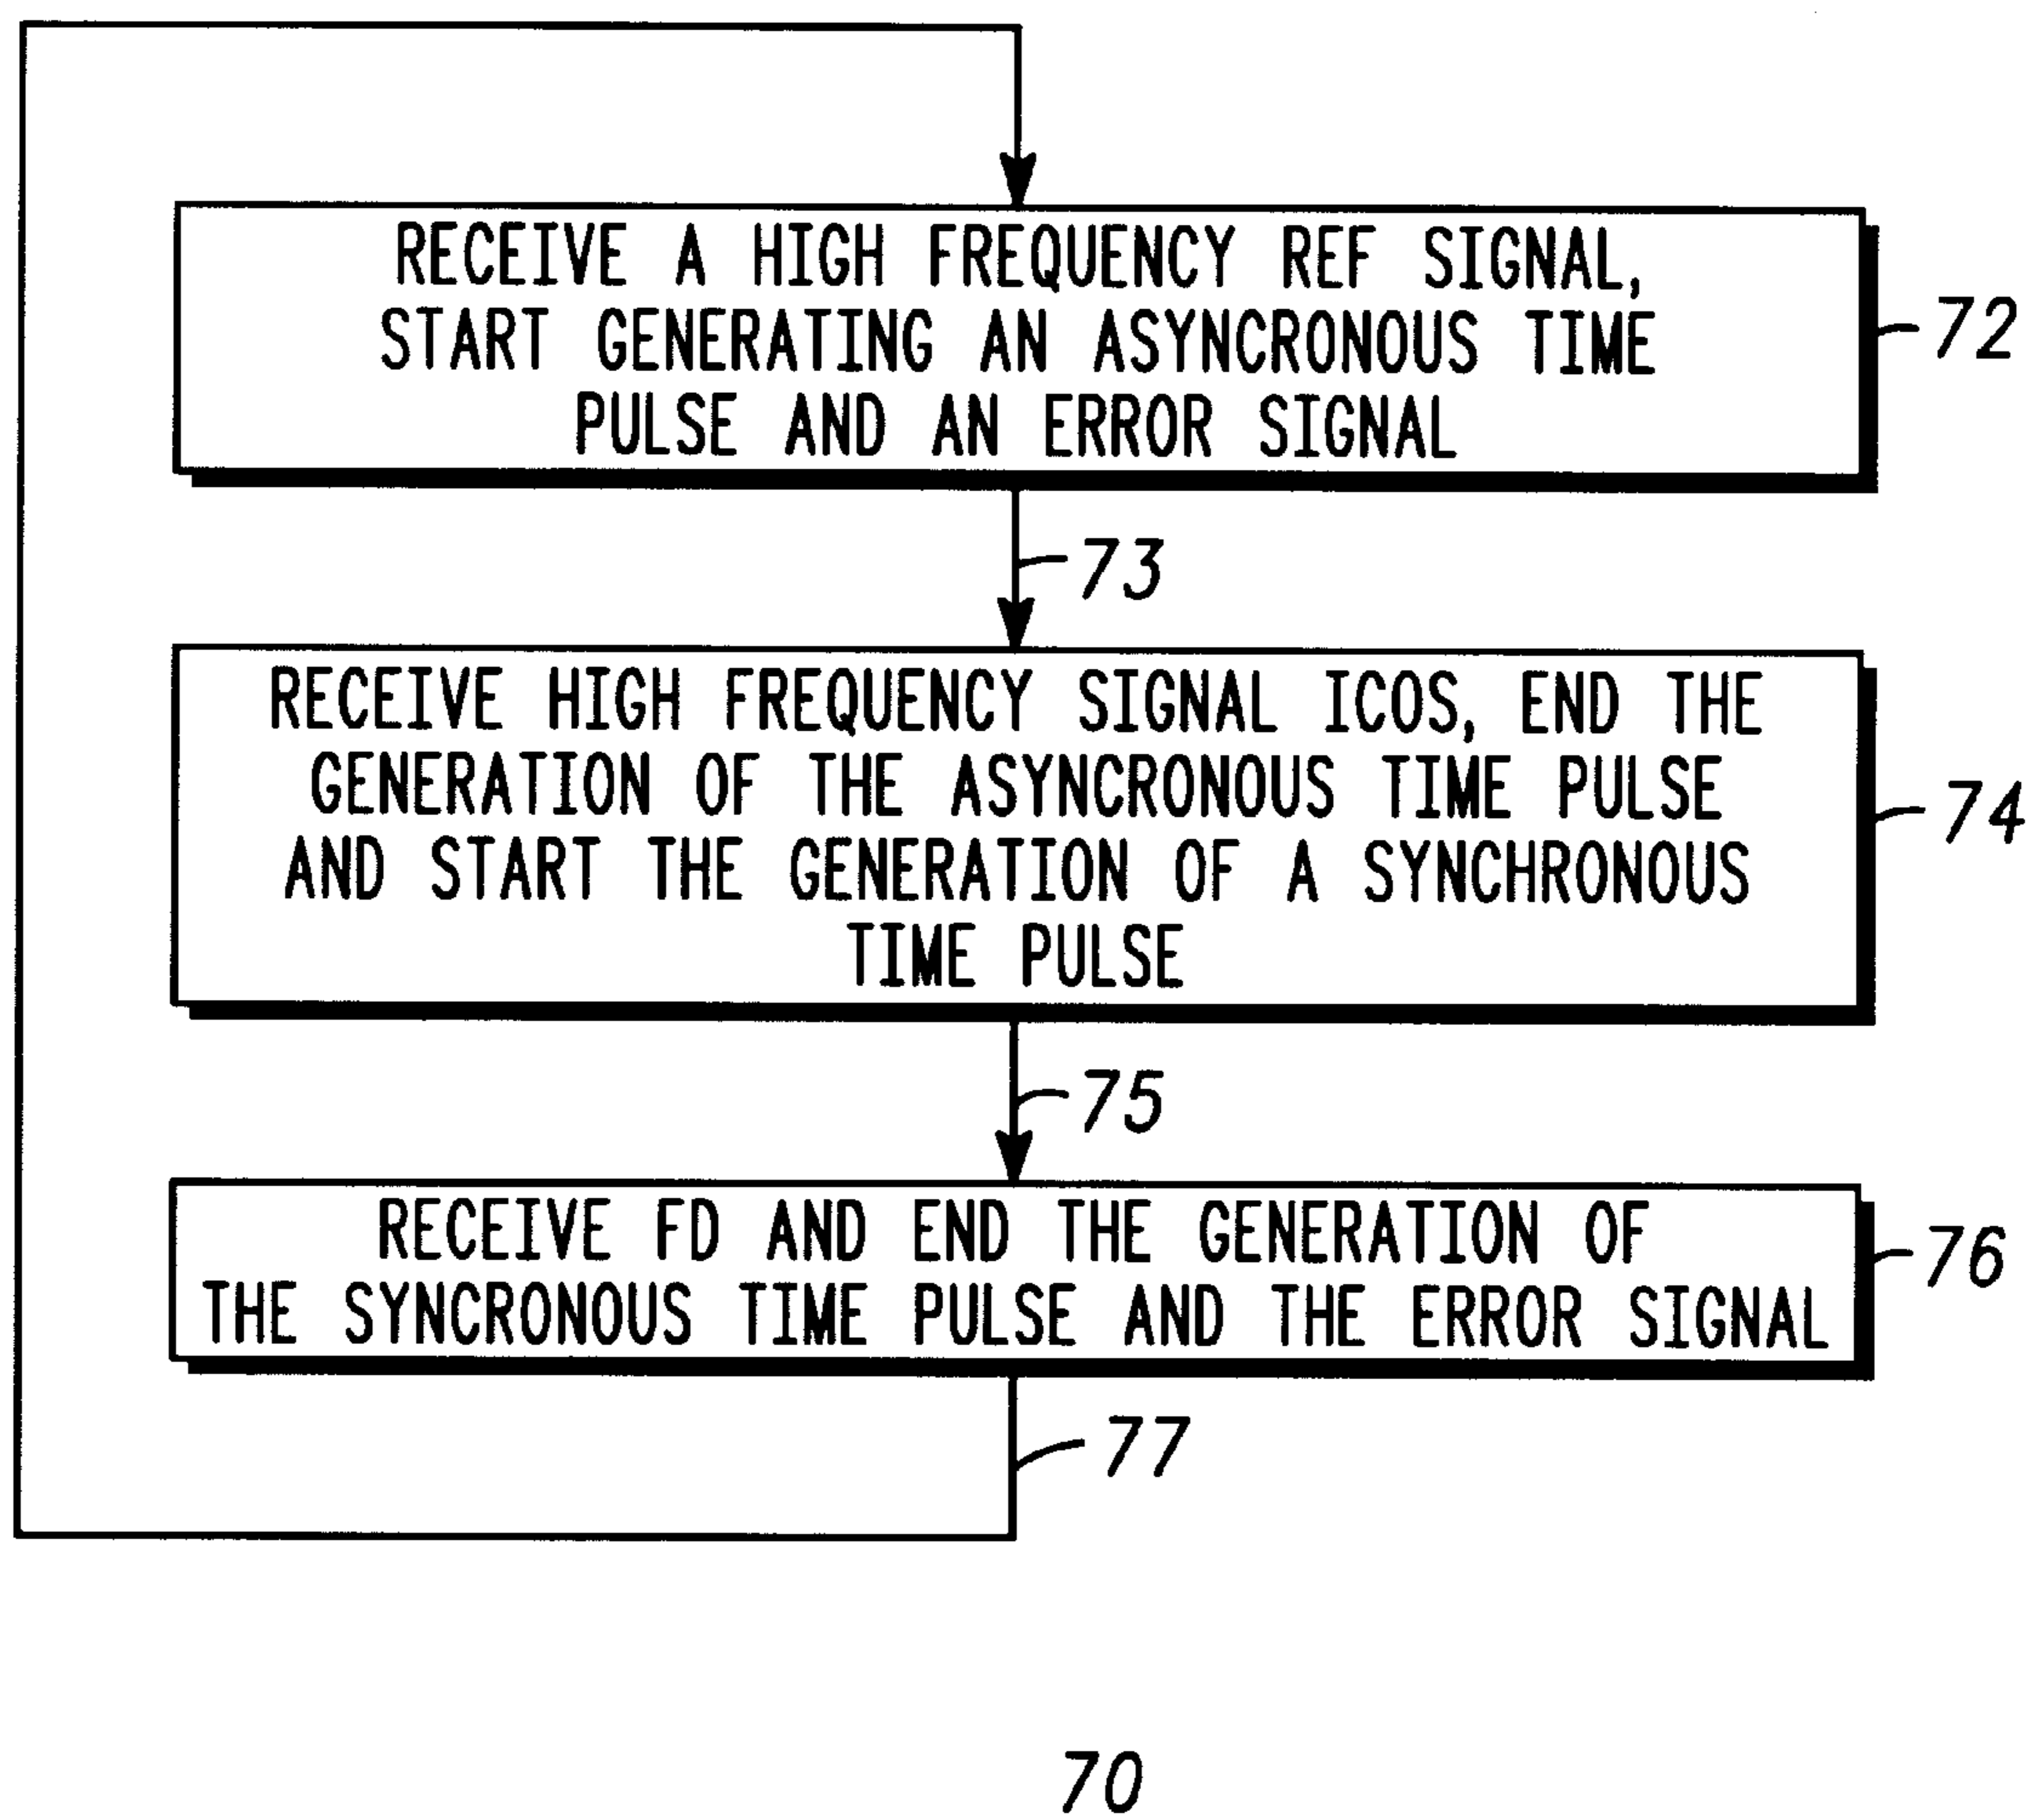 RECEIVE A HIGH FREQUENCY REF SIGNAL,
START GENERATING AN ASYNCRONOUS TIME
PULSE AND AN ERROR SIGNAL
72
73
RECEIVE HIGH FREQUENCY SIGNAL ICOS, END THE
GENERATION OF THE ASYNCRONOUS TIME PULSE
AND START THE GENERATION OF A SYNCHRONOUS
TIME PULSE
74
75
RECEIVE FD AND END THE GENERATION OF
THE SYNCRONOUS TIME PULSE AND THE ERROR SIGNAL
76
77
70